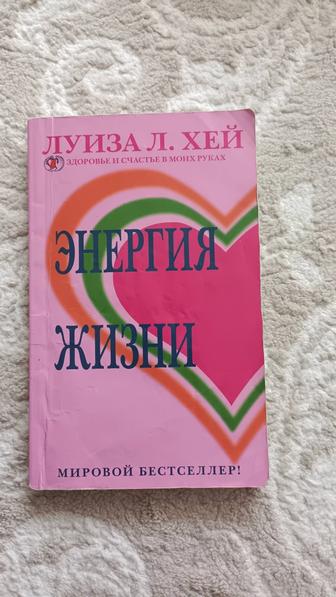 ЛУИЗА Л. ХЕЙ
ЗДОРОВЬЕ И СЧАСТЬЕ В МОИХ РУКАХ
ЭНЕРГИЯ
ЖИЗНИ
МИРОВОЙ БЕСТСЕЛЛЕР!